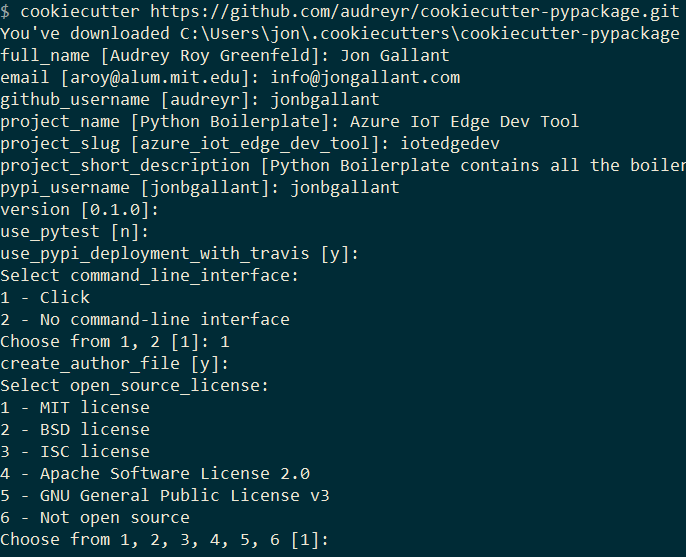 $ cookiecutter https://github.com/audreyr/cookiecutter-pypackage.git
You've downloaded C:\Users\jon\.cookiecutters\cookiecutter-pypackage
full_name [Audrey Roy Greenfeld]: Jon Gallant
email [aroy@alum.mit.edu]: info@jongallant.com
github_username [audreyr]: jonbgallant
project_name [Python Boilerplate]: Azure IoT Edge Dev Tool
project_slug [azure_iot_edge_dev_tool]: iotedgedev
project_short_description [Python Boilerplate contains all the boiler
pypi_username [jonbgallant]: jonbgallant
version [0.1.0]:
use_pytest [n]:
use_pypi_deployment_with_travis [y]:
Select command_line_interface:
1 - Click
2 - No command-line interface
Choose from 1, 2 [1]: 1
create_author_file [y]:
Select open_source_license:
1 - MIT license
2 - BSD license
3 - ISC license
4 - Apache Software License 2.0
5 - GNU General Public License v3
6 - Not open source
Choose from 1, 2, 3, 4, 5, 6 [1]: